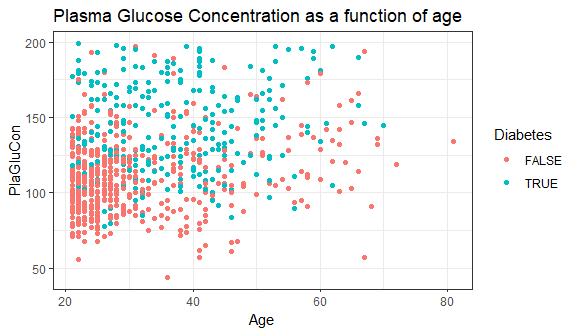 Plasma Glucose Concentration as a function of age
200
150
100
50
PlaGluCon
20 40 60 80
Age
Diabetes
FALSE
TRUE